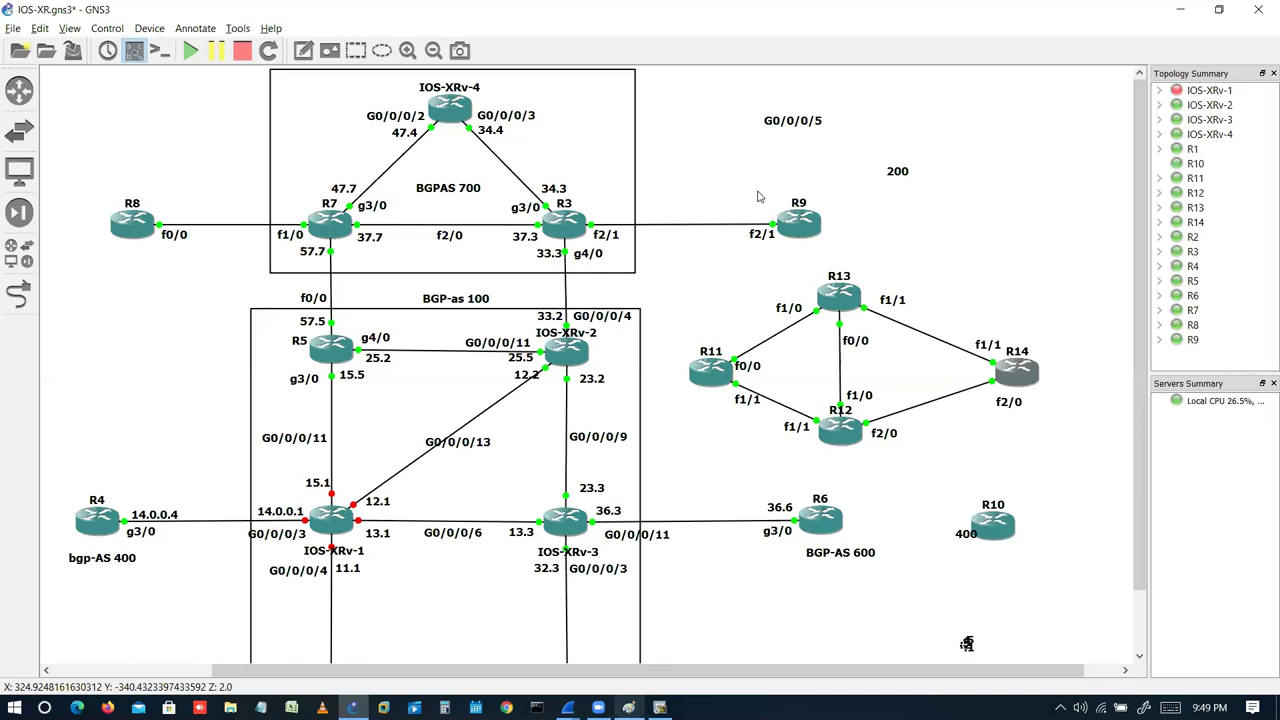 IOS-XR.gns3* - GNS3
File Edit View Control Device Annotate Tools Help
Topology Summary
IOS-XRv-1
IOS-XRv-2
IOS-XRv-3
IOS-XRv-4
R1
R10
R11
R12
R13
R14
R2
R3
R4
R5
R6
R7
R8
R9
Servers Summary
Local CPU 26.5%, ...
IOS-XRv-4
G0/0/0/2
G0/0/0/3
47.4
34.4
G0/0/0/5
200
47.7
BGPAS 700
34.3
R8
R7
g3/0
g3/0
R3
R9
f0/0
f1/0
37.7
f2/0
37.3
f2/1
f2/1
57.7
33.3
g4/0
f0/0
BGP-as 100
33.2
G0/0/0/4
57.5
IOS-XRv-2
R5
g4/0
G0/0/0/11
25.2
25.5
g3/0
15.5
12.2
23.2
R13
f1/0
f1/1
f0/0
R11
f1/1
R14
f0/0
f1/1
f1/0
f2/0
R12
f1/1
f2/0
G0/0/0/11
G0/0/0/13
G0/0/0/9
15.1
12.1
23.3
R4
14.0.0.4
14.0.0.1
36.3
36.6
R6
R10
g3/0
G0/0/0/3
13.1
G0/0/0/6
13.3
G0/0/0/11
g3/0
400
bgp-AS 400
IOS-XRv-1
IOS-XRv-3
BGP-AS 600
G0/0/0/4
11.1
32.3
G0/0/0/3
X: 324.9248161630312 Y: -340.4323397433592 Z: 2.0
9:49 PM